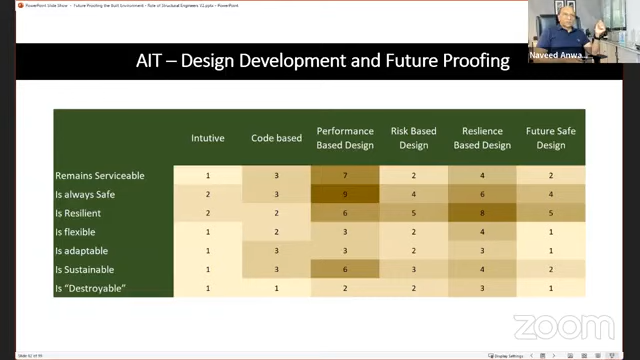 PowerPoint Slide Show - Future Proofing the Built Environment - Role of Structural Engineers V2.pptx - PowerPoint
AIT – Design Development and Future Proofing
Naveed Anwa...
Intutive Code based Performance Based Design Risk Based Design Reslience Based Design Future Safe Design
Remains Serviceable 1 3 7 2 4 2
Is always Safe 2 3 9 4 6 4
Is Resilient 2 2 6 5 8 5
Is flexible 1 2 3 2 4 1
Is adaptable 1 3 3 2 3 1
Is Sustainable 1 3 6 3 4 2
Is “Destroyable” 1 1 2 2 3 1
zoom
Display Settings